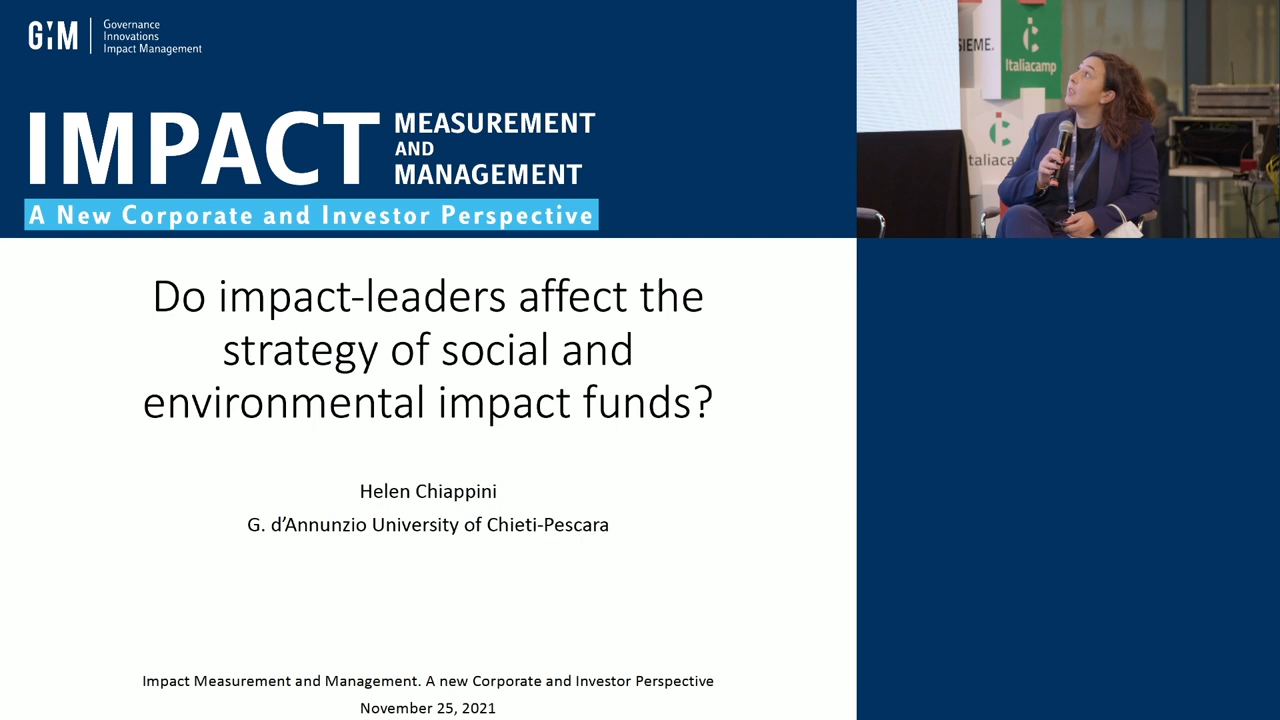 GIM
Governance
Innovations
Impact Management
IMPACT
MEASUREMENT
AND
MANAGEMENT
A New Corporate and Investor Perspective
SIEME.
Italiacamp
taliaca
Do impact-leaders affect the
strategy of social and
environmental impact funds?
Helen Chiappini
G. d’Annunzio University of Chieti-Pescara
Impact Measurement and Management. A new Corporate and Investor Perspective
November 25, 2021